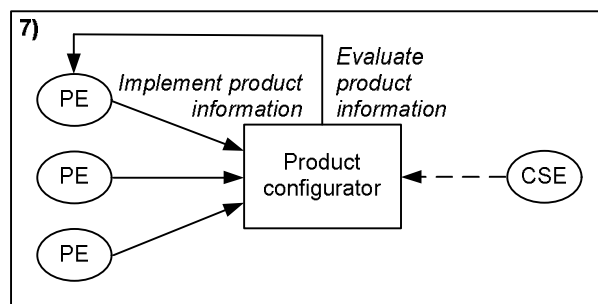 7)
Evaluate
product
information
Implement product
information
PE
PE
PE
Product
configurator
CSE